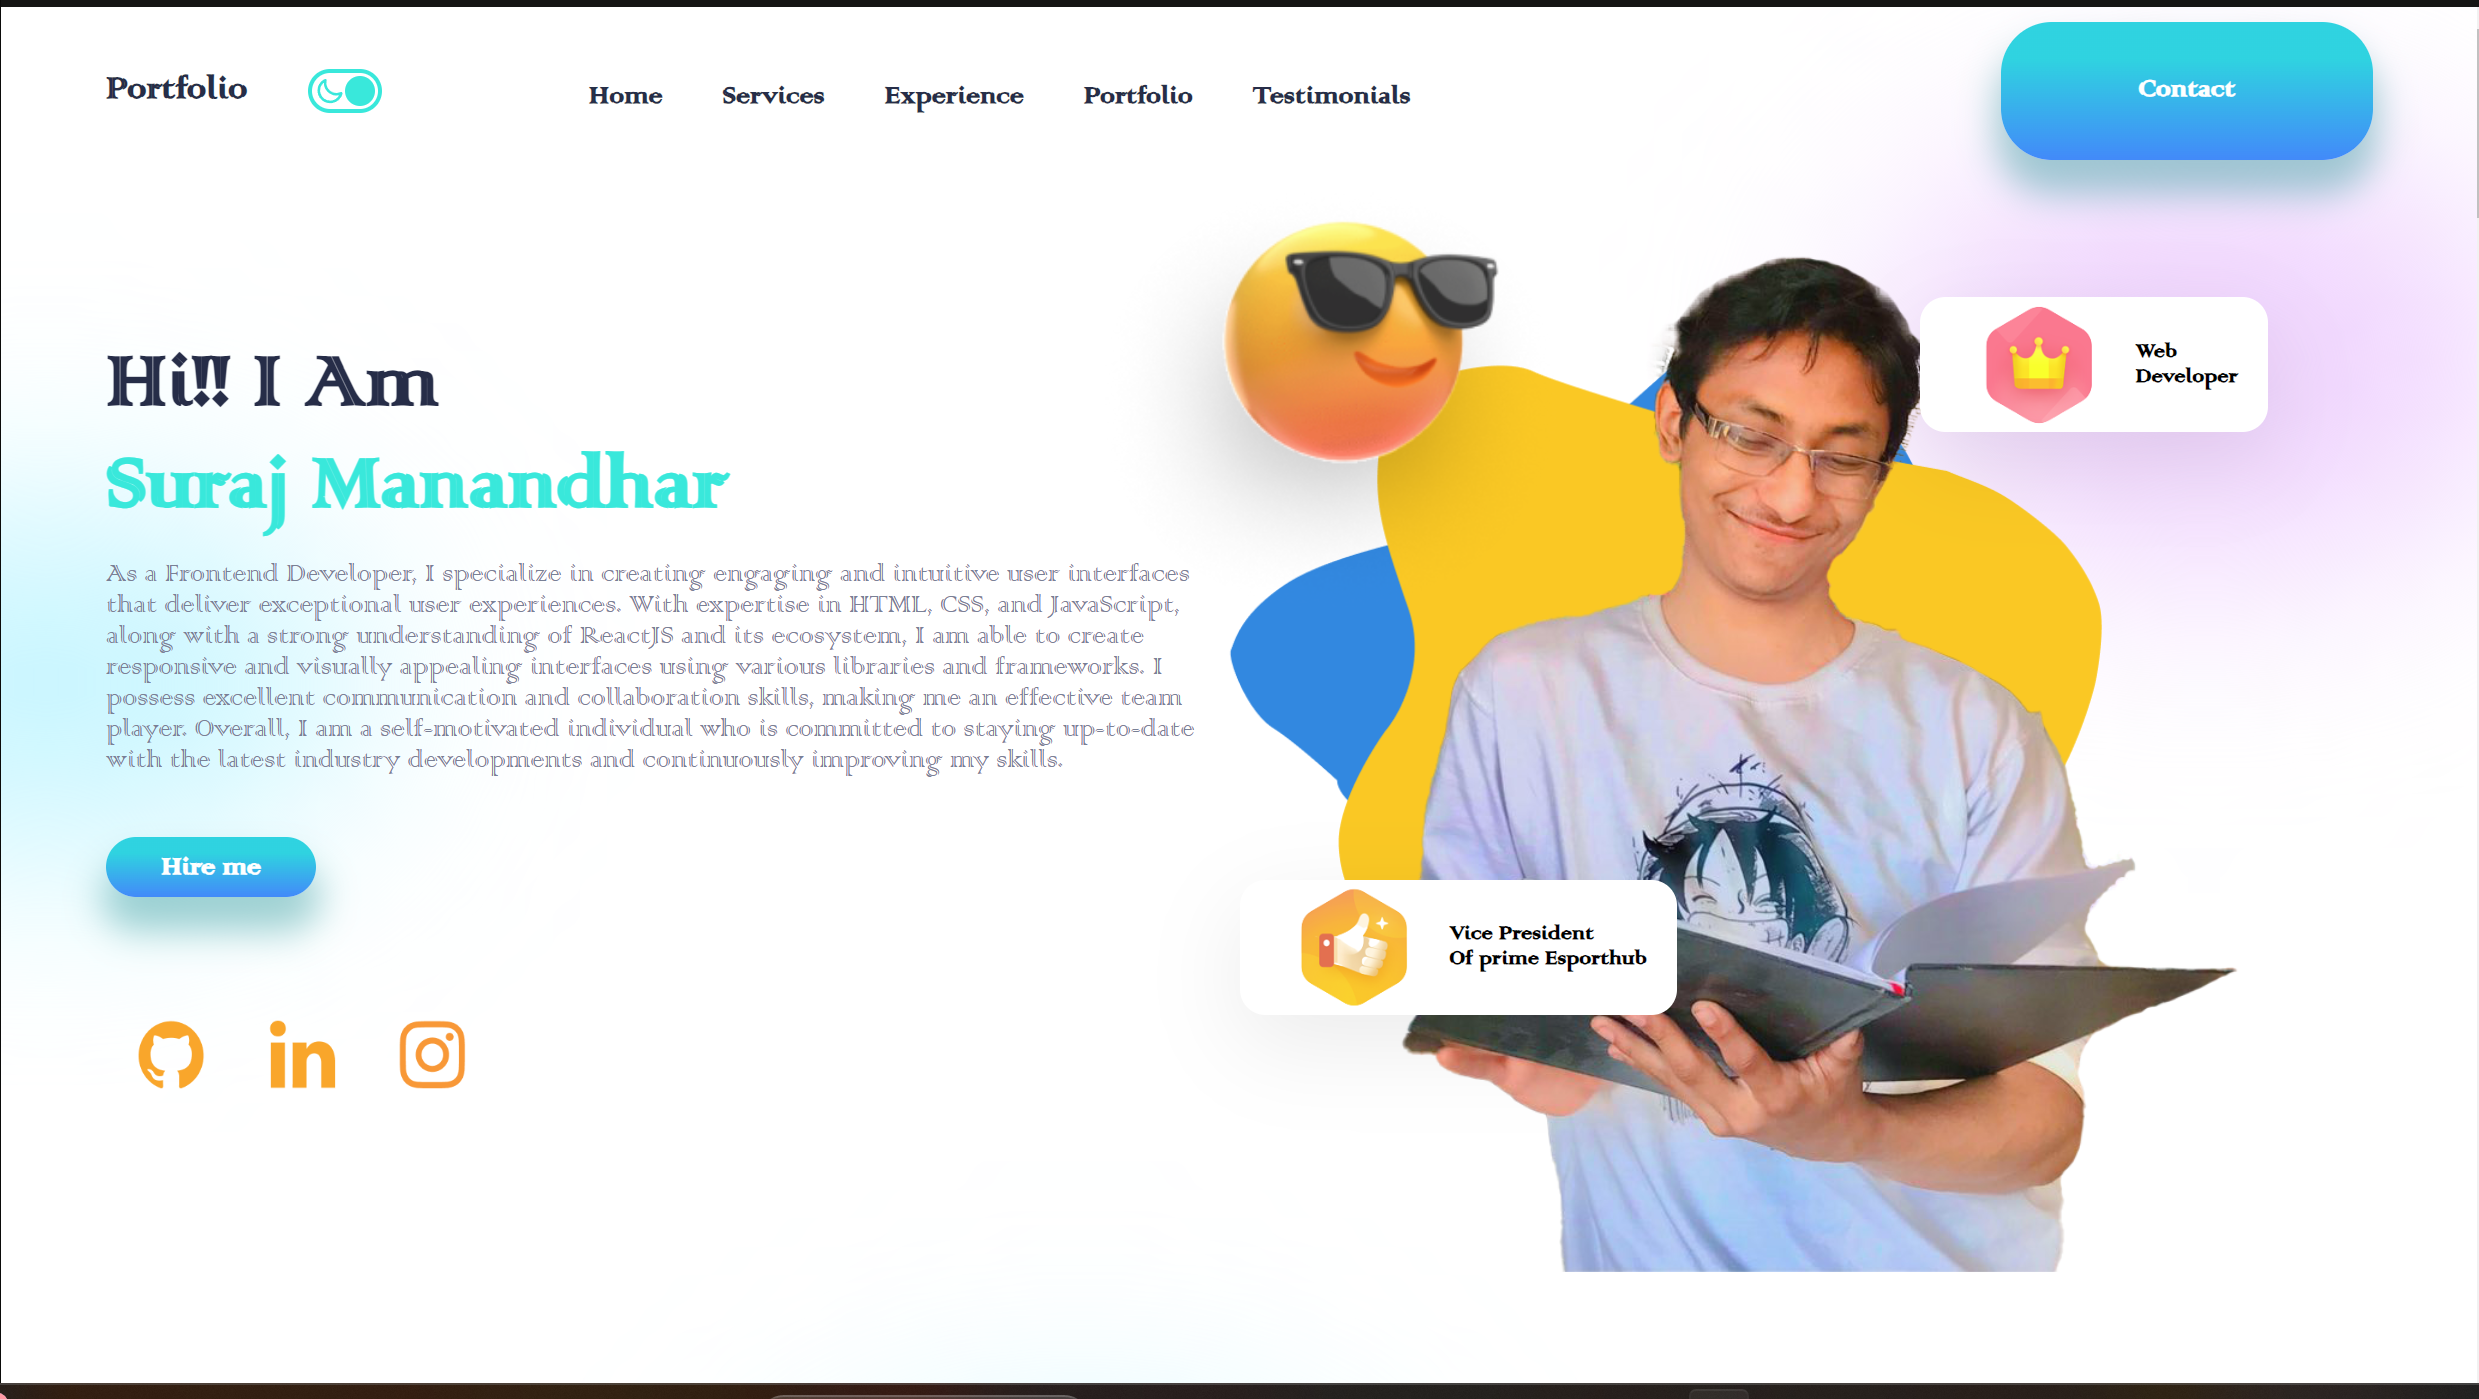 Portfolio
Home Services Experience Portfolio Testimonials
Contact
Hi!! I Am
Suraj Manandhar
As a Frontend Developer, I specialize in creating engaging and intuitive user interfaces
that deliver exceptional user experiences. With expertise in HTML, CSS, and JavaScript,
along with a strong understanding of ReactJS and its ecosystem, I am able to create
responsive and visually appealing interfaces using various libraries and frameworks. I
possess excellent communication and collaboration skills, making me an effective team
player. Overall, I am a self-motivated individual who is committed to staying up-to-date
with the latest industry developments and continuously improving my skills.
Hire me
in
Web
Developer
Vice President
Of prime Esporthub